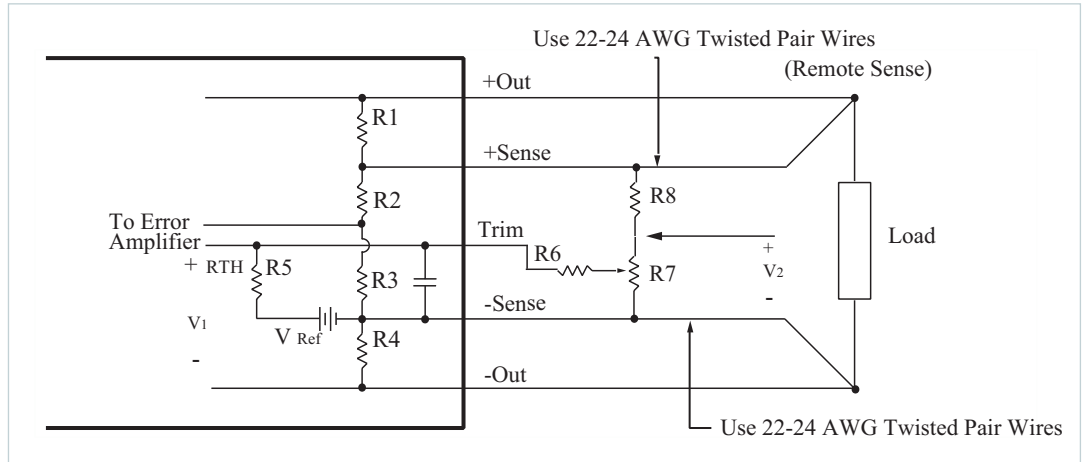 Use 22-24 AWG Twisted Pair Wires
(Remote Sense)
+Out
R1
+Sense
R2
R8
To Error
Amplifier
Trim
R6
+
Load
+ RTH
R5
R3
R7
V2
-Sense
-
V1
V Ref
R4
-
-Out
Use 22-24 AWG Twisted Pair Wires